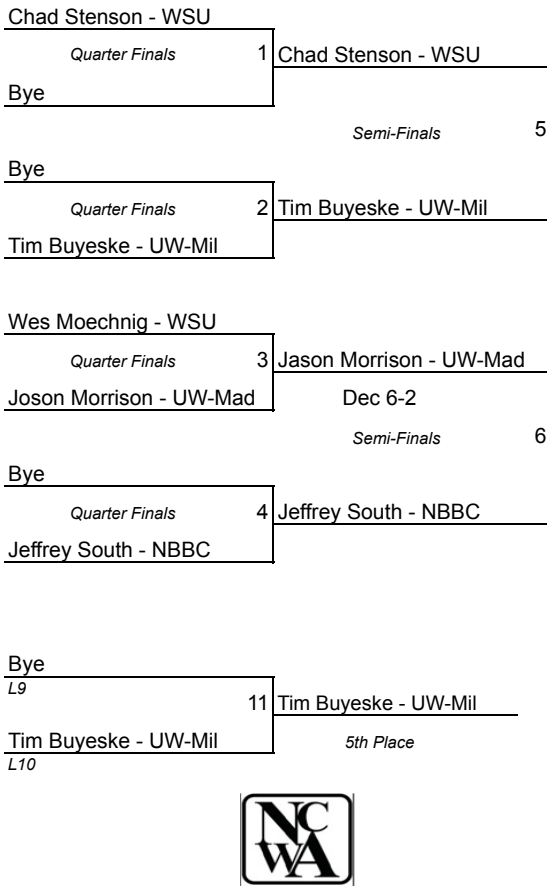 Chad Stenson - WSU
Quarter Finals 1 Chad Stenson - WSU
Bye
Semi-Finals 5
Bye
Quarter Finals 2 Tim Buyeske - UW-Mil
Tim Buyeske - UW-Mil
Wes Moechnig - WSU
Quarter Finals 3 Jason Morrison - UW-Mad
Joson Morrison - UW-Mad Dec 6-2
Semi-Finals 6
Bye
Quarter Finals 4 Jeffrey South - NBBC
Jeffrey South - NBBC
Bye
L9
11 Tim Buyeske - UW-Mil
Tim Buyeske - UW-Mil 5th Place
L10
NC
WA